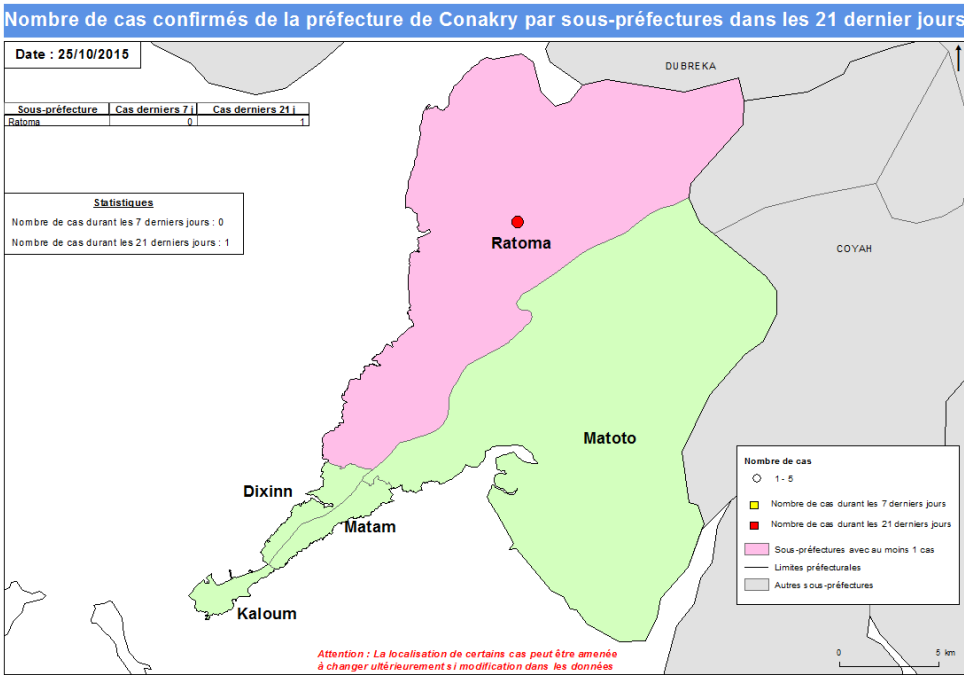 Nombre de cas confirmés de la préfecture de Conakry par sous-préfectures dans les 21 dernier jours
Date : 25/10/2015
DUBREKA
Sous-préfecture Cas derniers 7 j Cas derniers 21 j
Ratoma 0 1
Statistiques
Nombre de cas durant les 7 derniers jours : 0
Nombre de cas durant les 21 derniers jours : 1
Ratoma
COYAH
Matoto
Dixinn
Matam
Kaloum
Nombre de cas
1 - 5
Nombre de cas durant les 7 derniers jours
Nombre de cas durant les 21 derniers jours
Sous-préfectures avec au moins 1 cas
Limites préfecturales
Autres sous-préfectures
Attention : La localisation de certains cas peut être amenée
à changer ultérieurement si modification dans les données
0 5 km